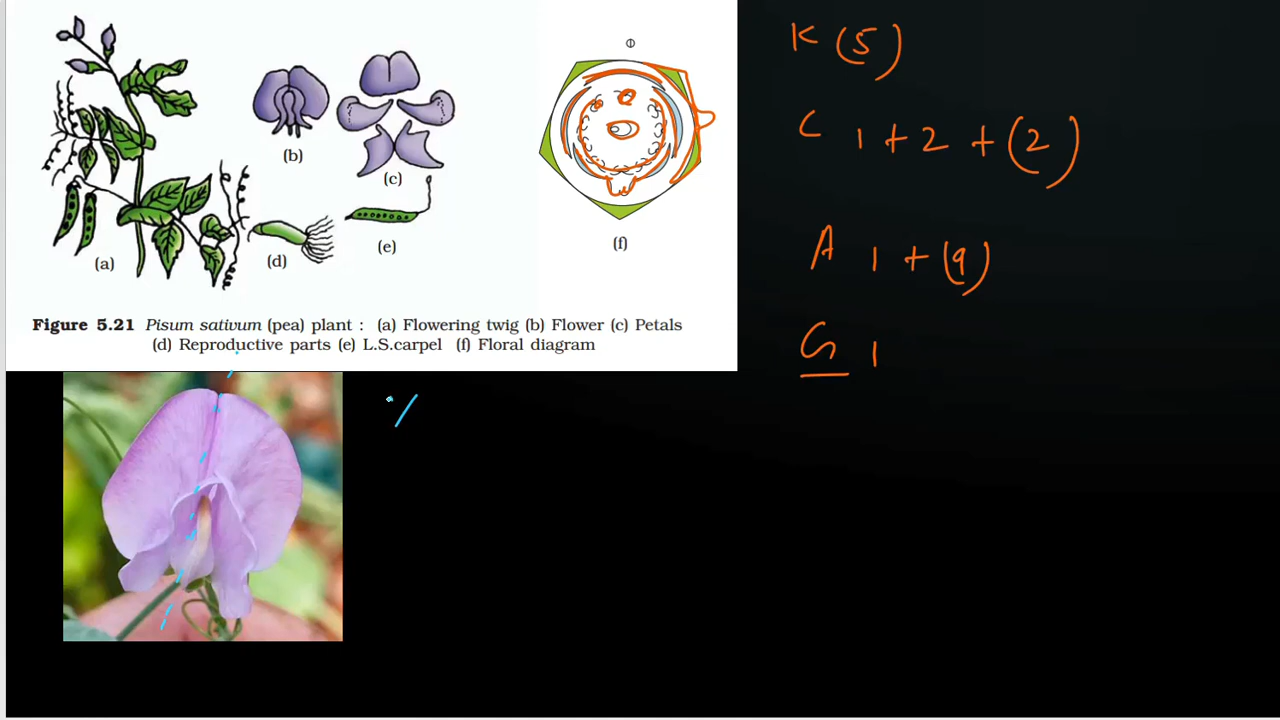 (b)
(c)
(a)
(d)
(e)
(f)
Figure 5.21 Pisum sativum (pea) plant : (a) Flowering twig (b) Flower (c) Petals
(d) Reproductive parts (e) L.S.carpel (f) Floral diagram
K (5)
C 1 + 2 + (2)
A 1 + (9)
G 1
%